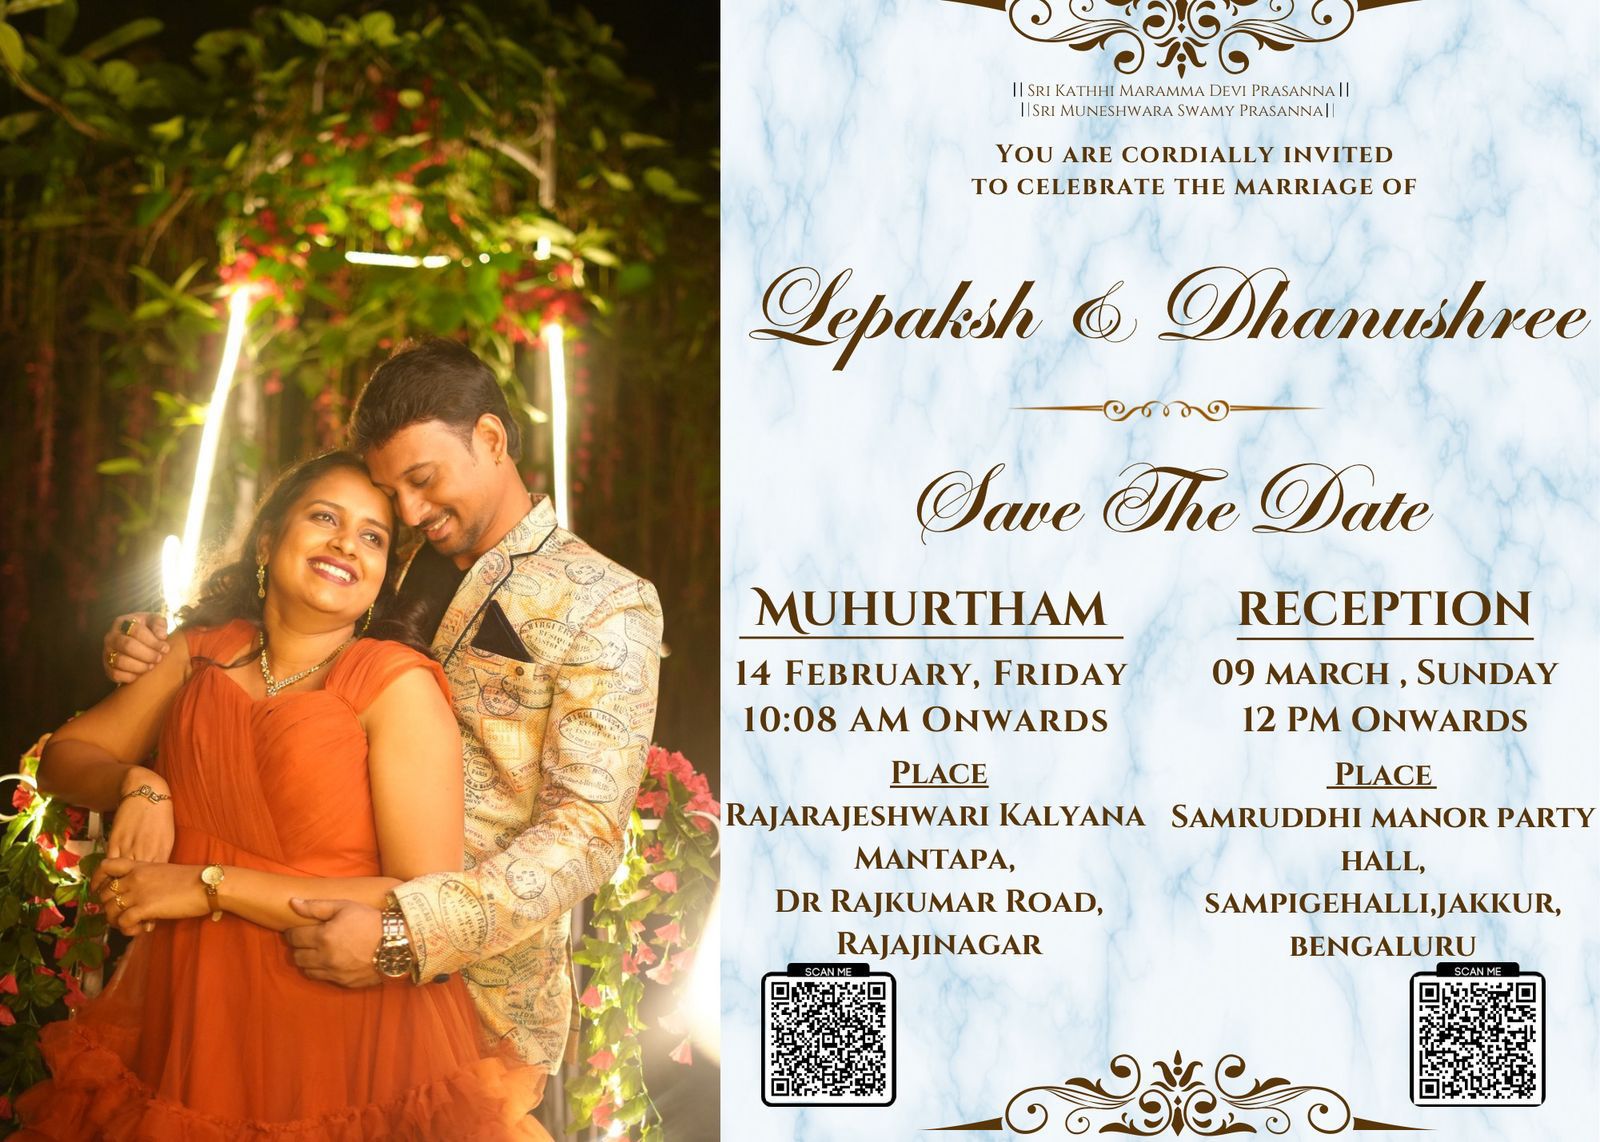 ||Sri Kathhi Maramma Devi Prasanna||
||Sri Muneshwara Swamy Prasanna||
You are cordially invited
to celebrate the marriage of
Lepaksh & Dhanushree
Save The Date
Muhurtham
14 February, Friday
10:08 AM Onwards
Place
Rajarajeshwari Kalyana
Mantapa,
Dr Rajkumar Road,
Rajajinagar
SCAN ME
RECEPTION
09 march , Sunday
12 PM Onwards
Place
Samruddhi manor party
hall,
sampigehalli,jakkur,
bengaluru
SCAN ME